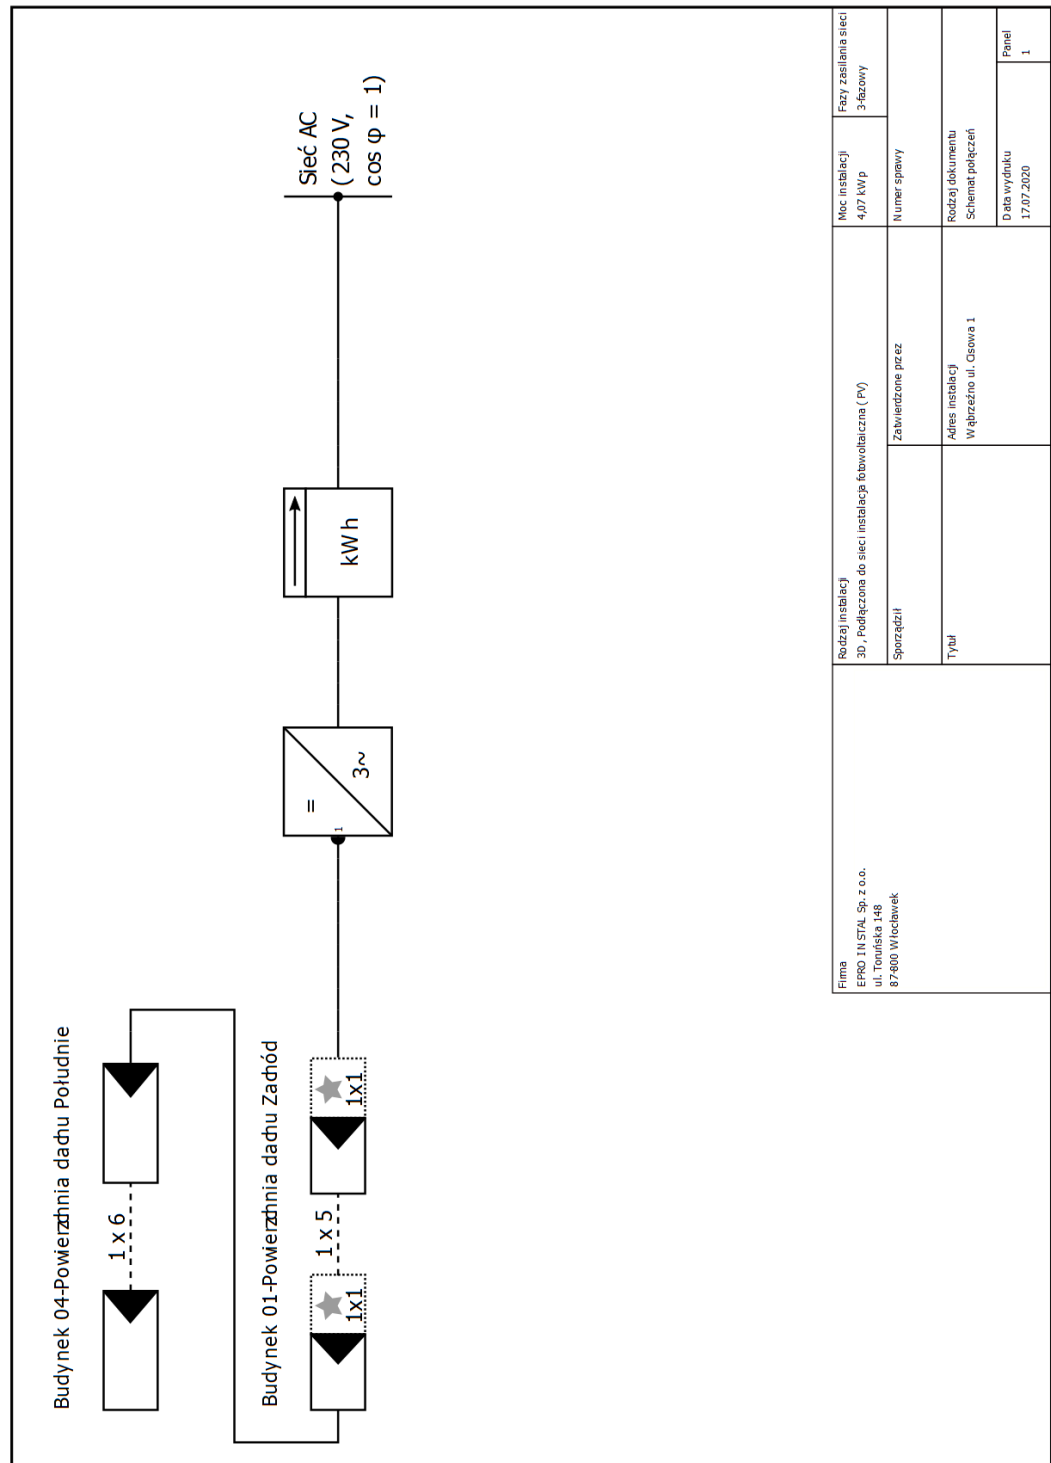 Budynek 04-Powierzchnia dachu Południe
1 x 6
Budynek 01-Powierzchnia dachu Zachód
1x1
1 x 5
1x1
1
=
3~
kWh
Sieć AC
(230 V,
cos φ = 1)
Firma
EPRO INSTAL Sp. z o.o.
ul. Toruńska 148
87-800 Włocławek
Rodzaj instalacji
3D, Podłączona do sieci instalacja fotowoltaiczna (PV)
Moc instalacji
4,07 kWp
Fazy zasilania sieci
3-fazowy
Sporządził
Zatwierdzone przez
Numer sprawy
Tytuł
Adres instalacji
Wąbrzeźno ul. Cisowa 1
Rodzaj dokumentu
Schemat połączeń
Data wydruku
17.07.2020
Panel
1